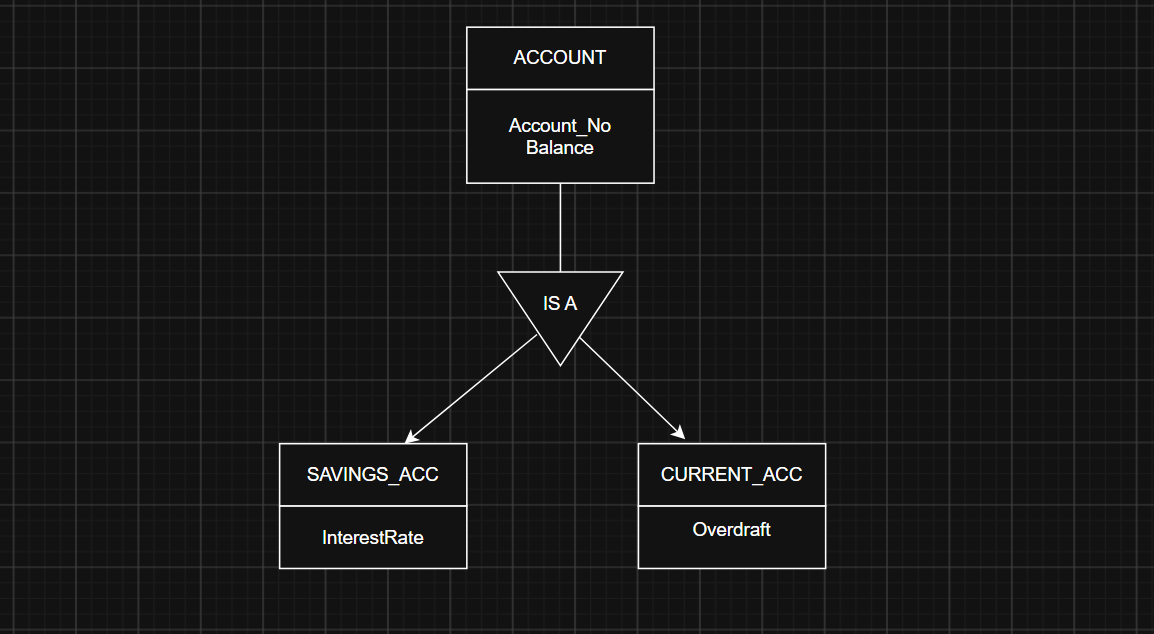 ACCOUNT
Account_No
Balance
IS A
SAVINGS_ACC
InterestRate
CURRENT_ACC
Overdraft